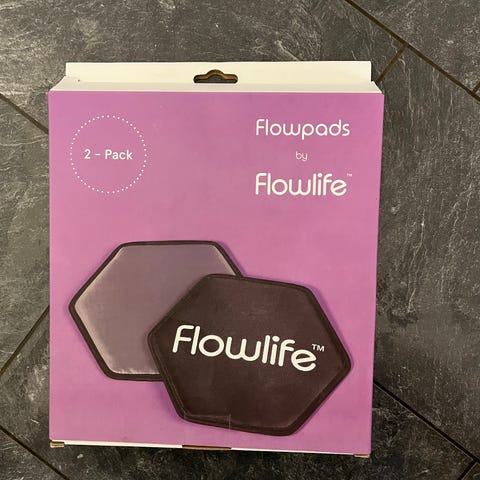 2 - Pack
Flowpads
by
Flowlife™
Flowlife™